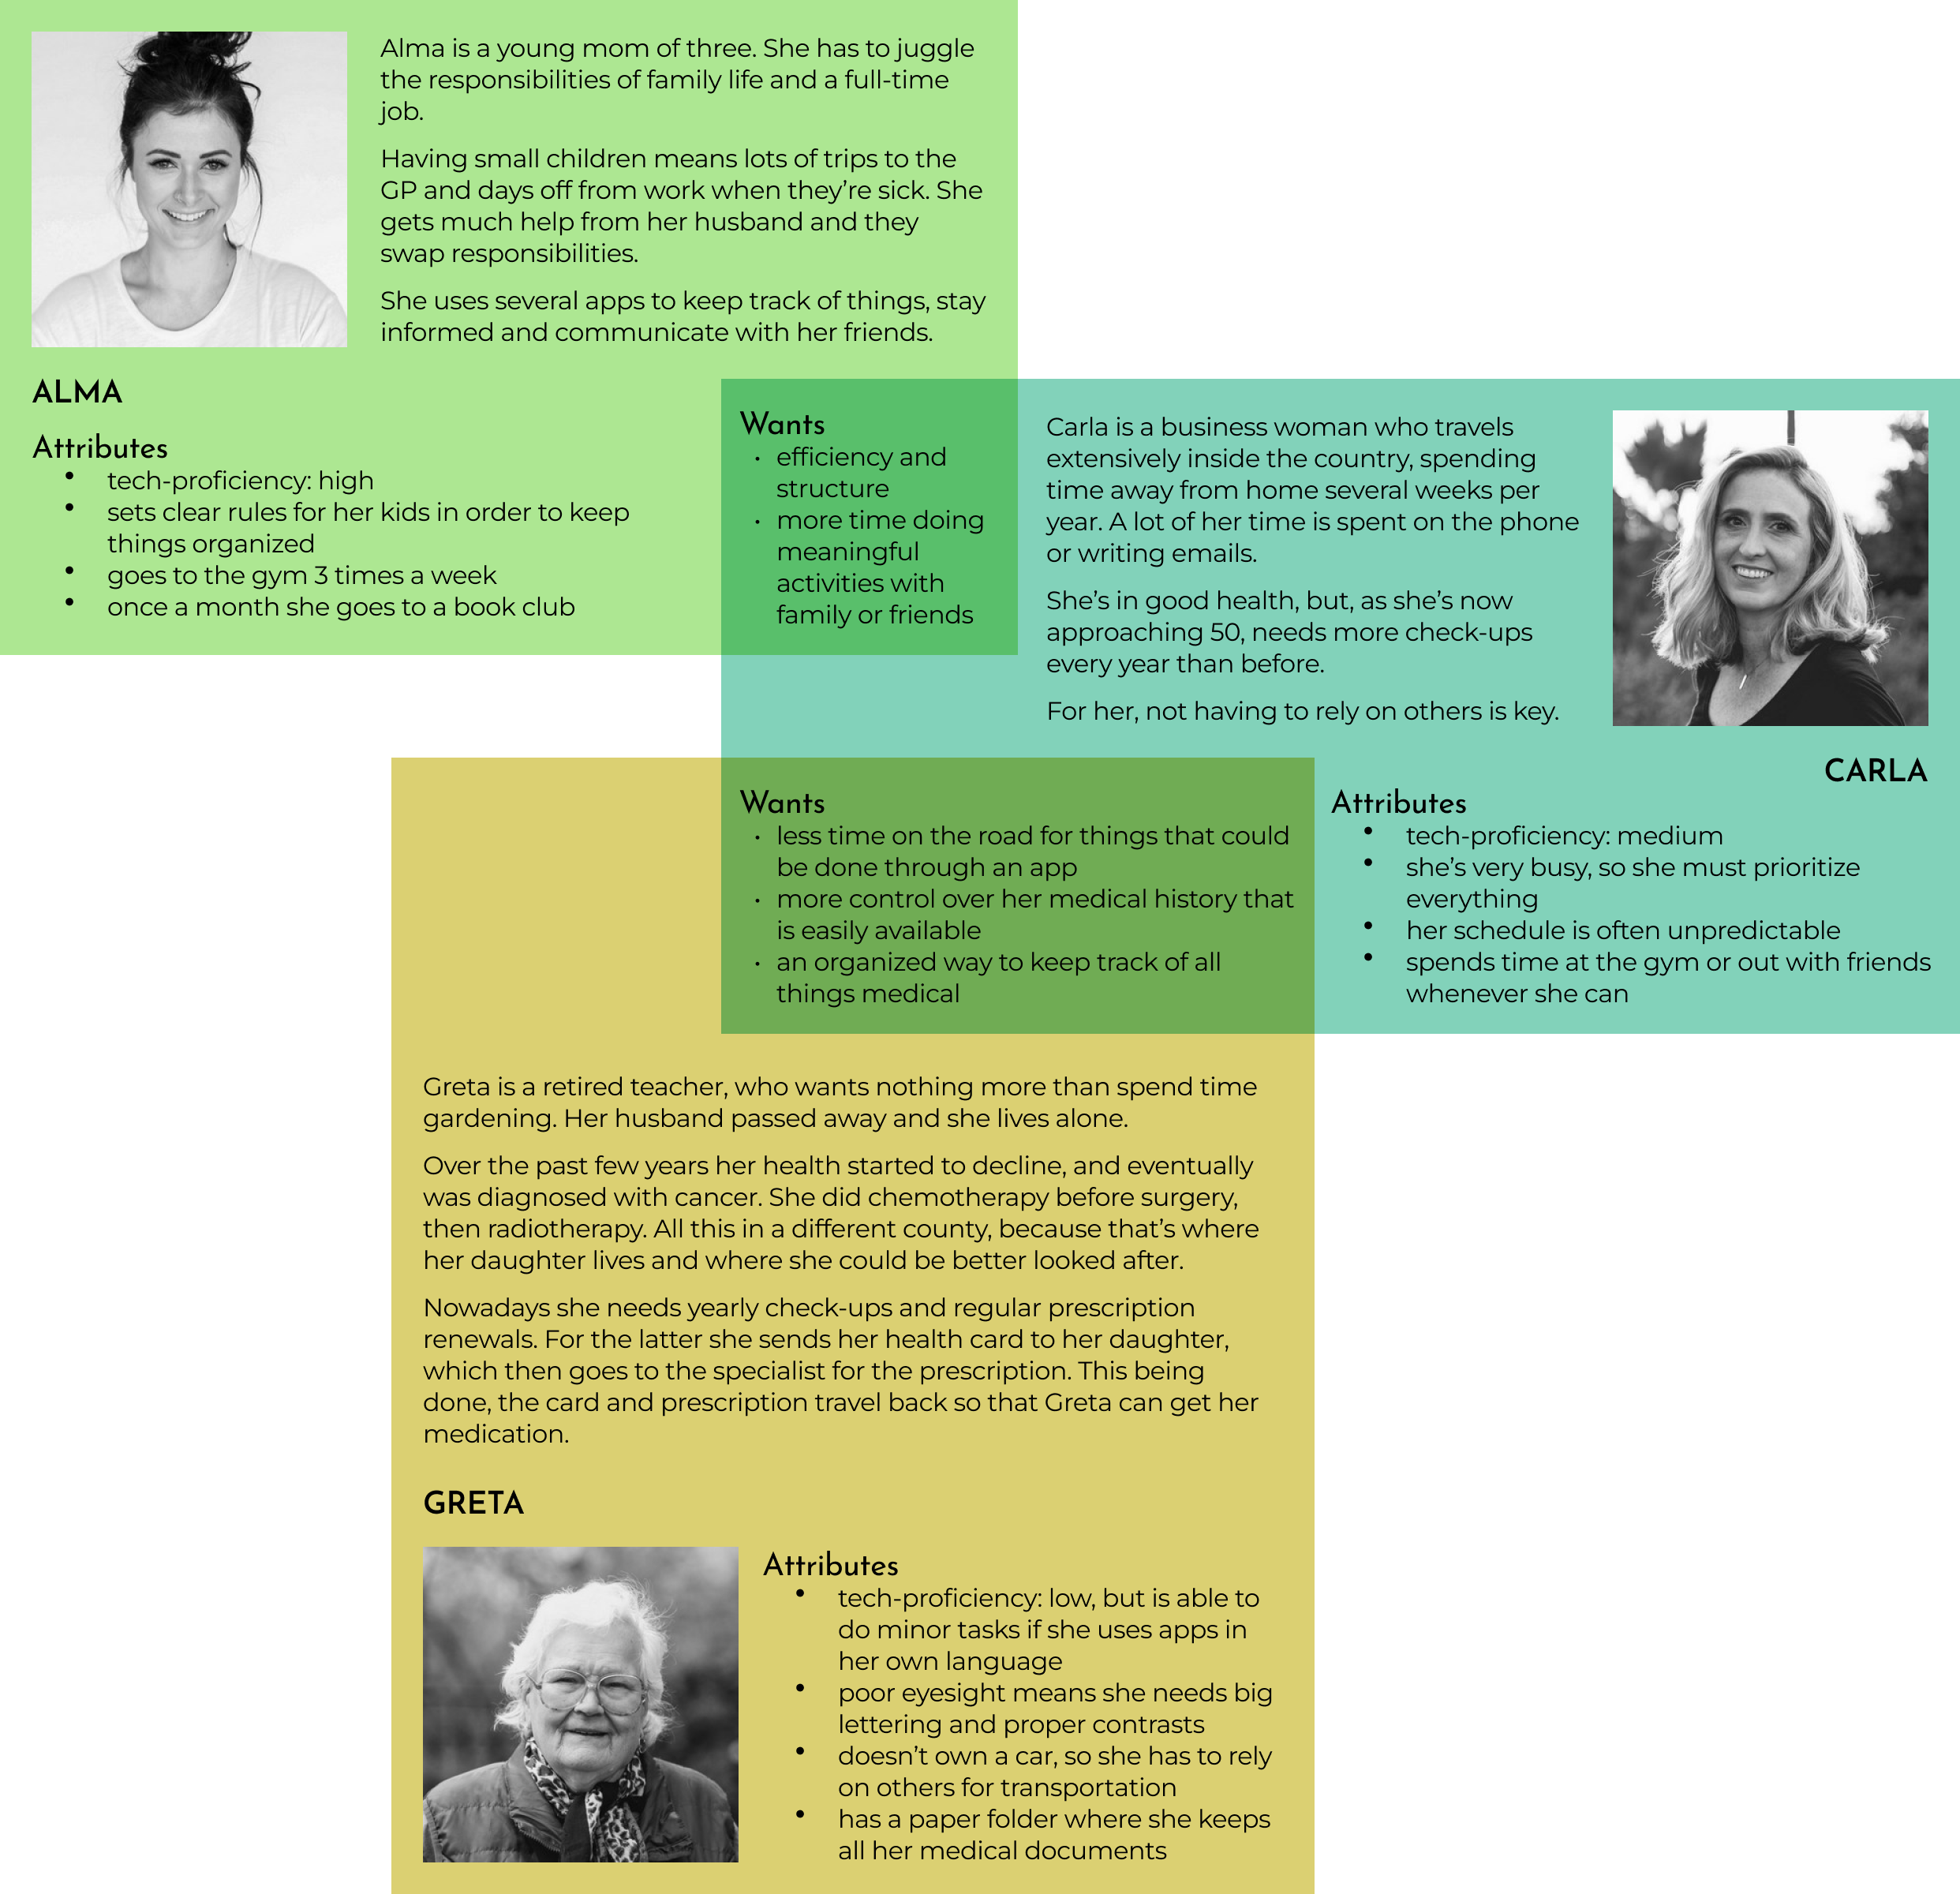 Alma is a young mom of three. She has to juggle
the responsibilities of family life and a full-time
job.
Having small children means lots of trips to the
GP and days off from work when they’re sick. She
gets much help from her husband and they
swap responsibilities.
She uses several apps to keep track of things, stay
informed and communicate with her friends.
ALMA
Attributes
• tech-proficiency: high
• sets clear rules for her kids in order to keep
things organized
• goes to the gym 3 times a week
• once a month she goes to a book club
Wants
• efficiency and
structure
• more time doing
meaningful
activities with
family or friends
Carla is a business woman who travels
extensively inside the country, spending
time away from home several weeks per
year. A lot of her time is spent on the phone
or writing emails.
She’s in good health, but, as she’s now
approaching 50, needs more check-ups
every year than before.
For her, not having to rely on others is key.
CARLA
Attributes
• tech-proficiency: medium
• she’s very busy, so she must prioritize
everything
• her schedule is often unpredictable
• spends time at the gym or out with friends
whenever she can
Wants
• less time on the road for things that could
be done through an app
• more control over her medical history that
is easily available
• an organized way to keep track of all
things medical
Greta is a retired teacher, who wants nothing more than spend time
gardening. Her husband passed away and she lives alone.
Over the past few years her health started to decline, and eventually
was diagnosed with cancer. She did chemotherapy before surgery,
then radiotherapy. All this in a different county, because that’s where
her daughter lives and where she could be better looked after.
Nowadays she needs yearly check-ups and regular prescription
renewals. For the latter she sends her health card to her daughter,
which then goes to the specialist for the prescription. This being
done, the card and prescription travel back so that Greta can get her
medication.
GRETA
Attributes
• tech-proficiency: low, but is able to
do minor tasks if she uses apps in
her own language
• poor eyesight means she needs big
lettering and proper contrasts
• doesn’t own a car, so she has to rely
on others for transportation
• has a paper folder where she keeps
all her medical documents